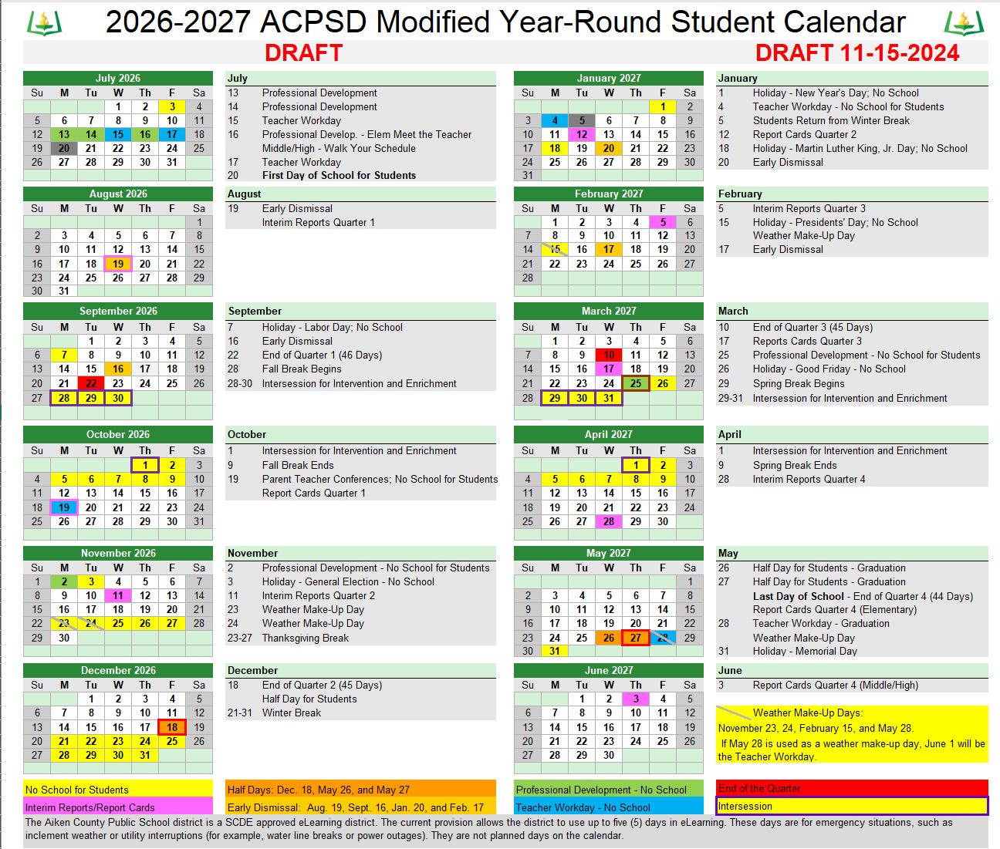 2026-2027 ACPSD Modified Year-Round Student Calendar
DRAFT DRAFT 11-15-2024
July 2026
Su M Tu W Th F Sa
1 2 3 4
5 6 7 8 9 10 11
12 13 14 15 16 17 18
19 20 21 22 23 24 25
26 27 28 29 30 31
July
13 Professional Development
14 Professional Development
15 Teacher Workday
16 Professional Develop. - Elem Meet the Teacher
Middle/High - Walk Your Schedule
17 Teacher Workday
20 First Day of School for Students
January 2027
Su M Tu W Th F Sa
1 2
3 4 5 6 7 8 9
10 11 12 13 14 15 16
17 18 19 20 21 22 23
24 25 26 27 28 29 30
31
January
1 Holiday - New Year's Day; No School
4 Teacher Workday - No School for Students
5 Students Return from Winter Break
12 Report Cards Quarter 2
18 Holiday - Martin Luther King, Jr. Day; No School
20 Early Dismissal
August 2026
Su M Tu W Th F Sa
1
2 3 4 5 6 7 8
9 10 11 12 13 14 15
16 17 18 19 20 21 22
23 24 25 26 27 28 29
30 31
August
19 Early Dismissal
Interim Reports Quarter 1
February 2027
Su M Tu W Th F Sa
1 2 3 4 5 6
7 8 9 10 11 12 13
14 15 16 17 18 19 20
21 22 23 24 25 26 27
28
February
5 Interim Reports Quarter 3
15 Holiday - Presidents' Day; No School
Weather Make-Up Day
17 Early Dismissal
September 2026
Su M Tu W Th F Sa
1 2 3 4 5
6 7 8 9 10 11 12
13 14 15 16 17 18 19
20 21 22 23 24 25 26
27 28 29 30
September
7 Holiday - Labor Day; No School
16 Early Dismissal
22 End of Quarter 1 (46 Days)
28 Fall Break Begins
28-30 Intersession for Intervention and Enrichment
March 2027
Su M Tu W Th F Sa
1 2 3 4 5 6
7 8 9 10 11 12 13
14 15 16 17 18 19 20
21 22 23 24 25 26 27
28 29 30 31
March
10 End of Quarter 3 (45 Days)
17 Reports Cards Quarter 3
25 Professional Development - No School for Students
26 Holiday - Good Friday - No School
29 Spring Break Begins
29-31 Intersession for Intervention and Enrichment
October 2026
Su M Tu W Th F Sa
1 2 3
4 5 6 7 8 9 10
11 12 13 14 15 16 17
18 19 20 21 22 23 24
25 26 27 28 29 30 31
October
1 Intersession for Intervention and Enrichment
9 Fall Break Ends
19 Parent Teacher Conferences; No School for Students
Report Cards Quarter 1
April 2027
Su M Tu W Th F Sa
1 2 3
4 5 6 7 8 9 10
11 12 13 14 15 16 17
18 19 20 21 22 23 24
25 26 27 28 29 30
April
1 Intersession for Intervention and Enrichment
9 Spring Break Ends
28 Interim Reports Quarter 4
November 2026
Su M Tu W Th F Sa
1 2 3 4 5 6 7
8 9 10 11 12 13 14
15 16 17 18 19 20 21
22 23 24 25 26 27 28
29 30
November
2 Professional Development - No School for Students
3 Holiday - General Election - No School
11 Interim Reports Quarter 2
23 Weather Make-Up Day
24 Weather Make-Up Day
23-27 Thanksgiving Break
May 2027
Su M Tu W Th F Sa
1
2 3 4 5 6 7 8
9 10 11 12 13 14 15
16 17 18 19 20 21 22
23 24 25 26 27 28 29
30 31
May
26 Half Day for Students - Graduation
27 Half Day for Students - Graduation
Last Day of School - End of Quarter 4 (44 Days)
Report Cards Quarter 4 (Elementary)
28 Teacher Workday - Graduation
Weather Make-Up Day
31 Holiday - Memorial Day
December 2026
Su M Tu W Th F Sa
1 2 3 4 5
6 7 8 9 10 11 12
13 14 15 16 17 18 19
20 21 22 23 24 25 26
27 28 29 30 31
December
18 End of Quarter 2 (45 Days)
Half Day for Students
21-31 Winter Break
June 2027
Su M Tu W Th F Sa
1 2 3 4 5
6 7 8 9 10 11 12
13 14 15 16 17 18 19
20 21 22 23 24 25 26
27 28 29 30
June
3 Report Cards Quarter 4 (Middle/High)
Weather Make-Up Days:
November 23, 24, February 15, and May 28.
If May 28 is used as a weather make-up day, June 1 will be
the Teacher Workday.
No School for Students
Interim Reports/Report Cards
Half Days: Dec. 18, May 26, and May 27
Early Dismissal: Aug. 19, Sept. 16, Jan. 20, and Feb. 17
Professional Development - No School
Teacher Workday - No School
End of the Quarter
Intersession
The Aiken County Public School district is a SCDE approved eLearning district. The current provision allows the district to use up to five (5) days in eLearning. These days are for emergency situations, such as
inclement weather or utility interruptions (for example, water line breaks or power outages). They are not planned days on the calendar.